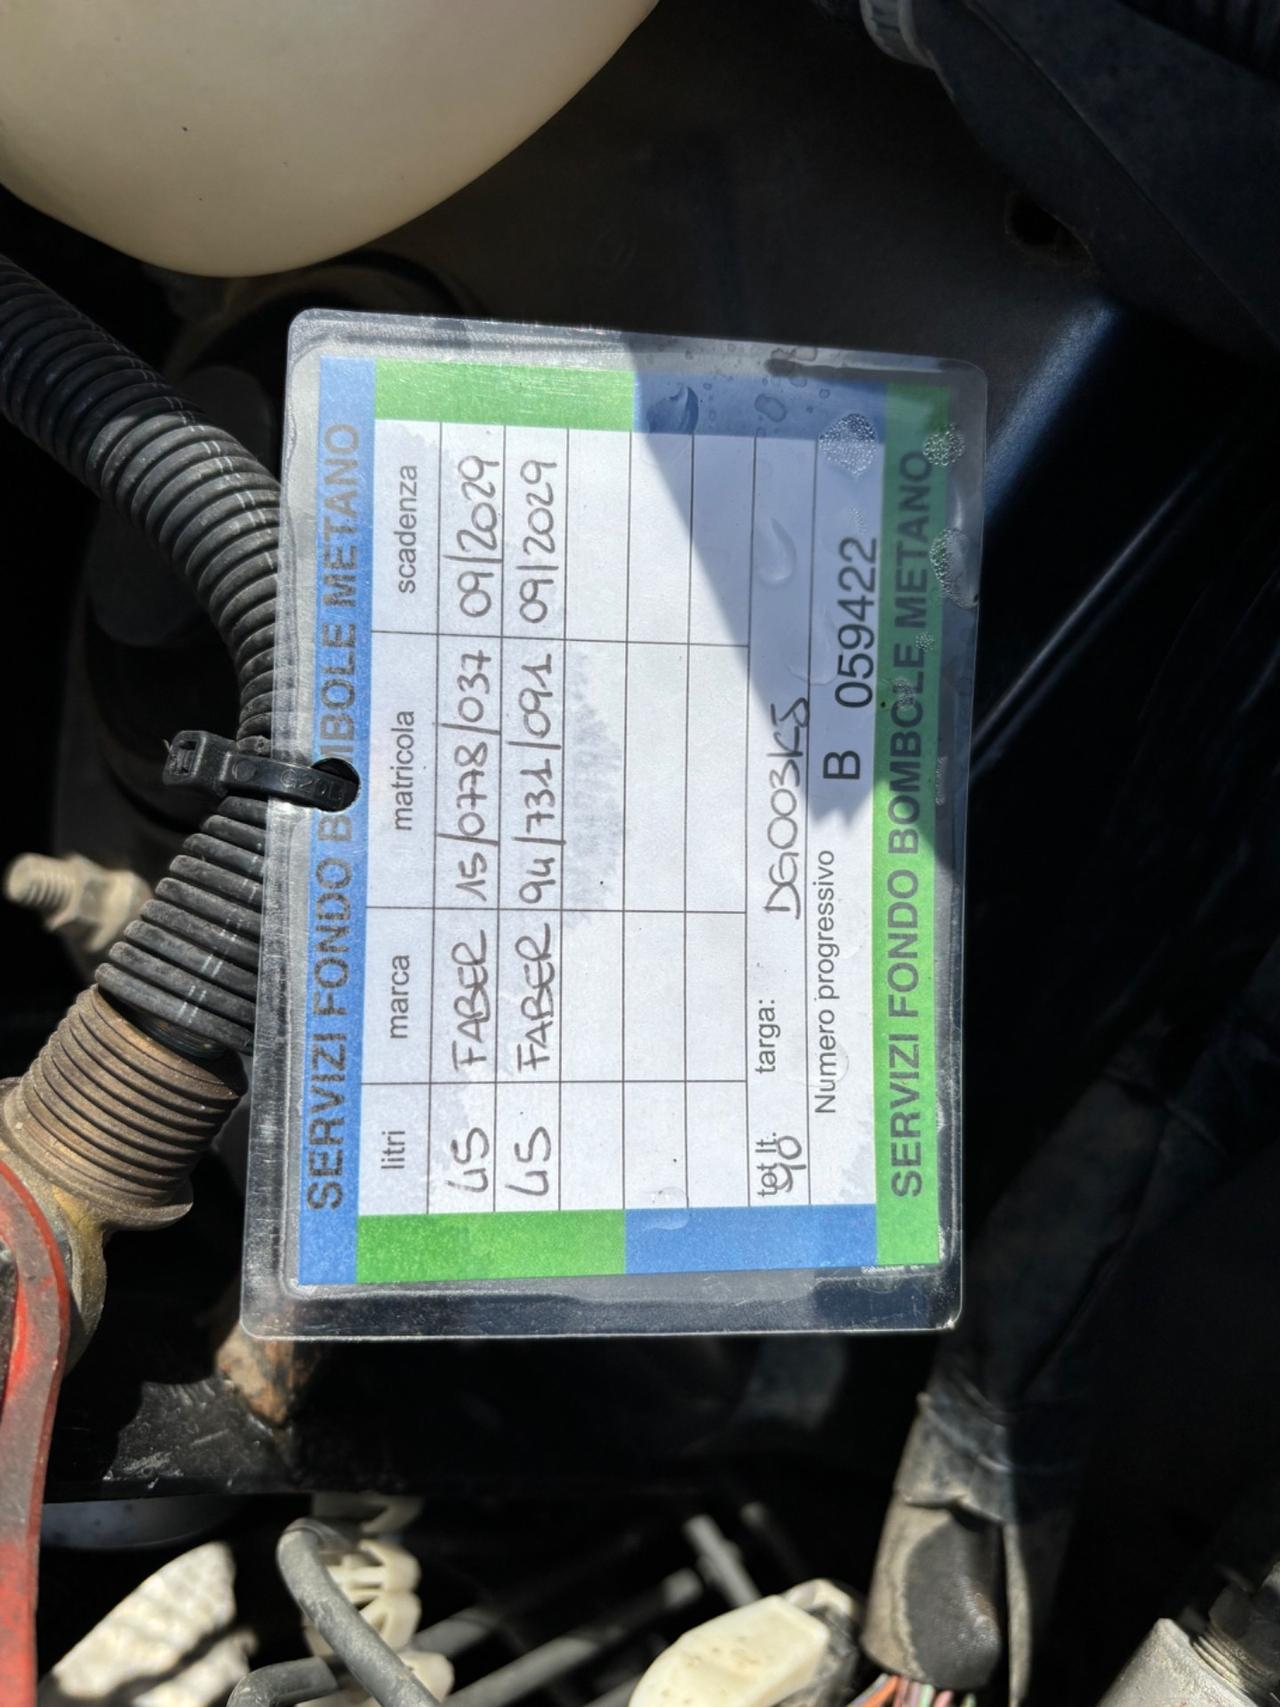 SERVIZI FONDO BOMBOLE METANO
litri marca matricola scadenza
45 FABER 15/0778/037 09/2029
45 FABER 94/731/091 09/2029
tot lt. 90 targa: DG003KJ
Numero progressivo B 059422
SERVIZI FONDO BOMBOLE METANO